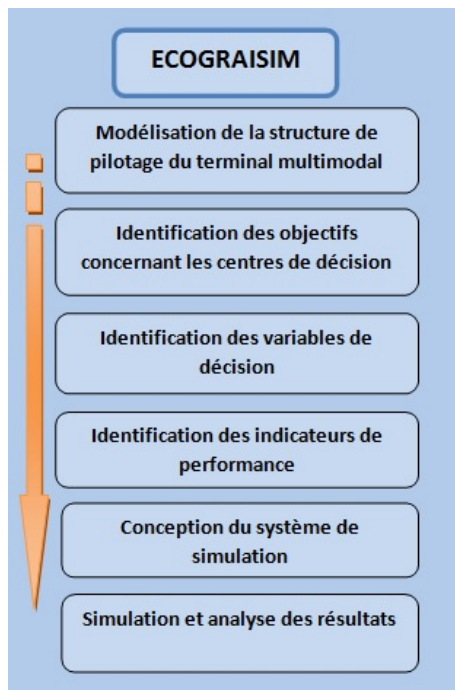 ECOGRAISIM
Modélisation de la structure de
pilotage du terminal multimodal
Identification des objectifs
concernant les centres de décision
Identification des variables de
décision
Identification des indicateurs de
performance
Conception du système de
simulation
Simulation et analyse des résultats